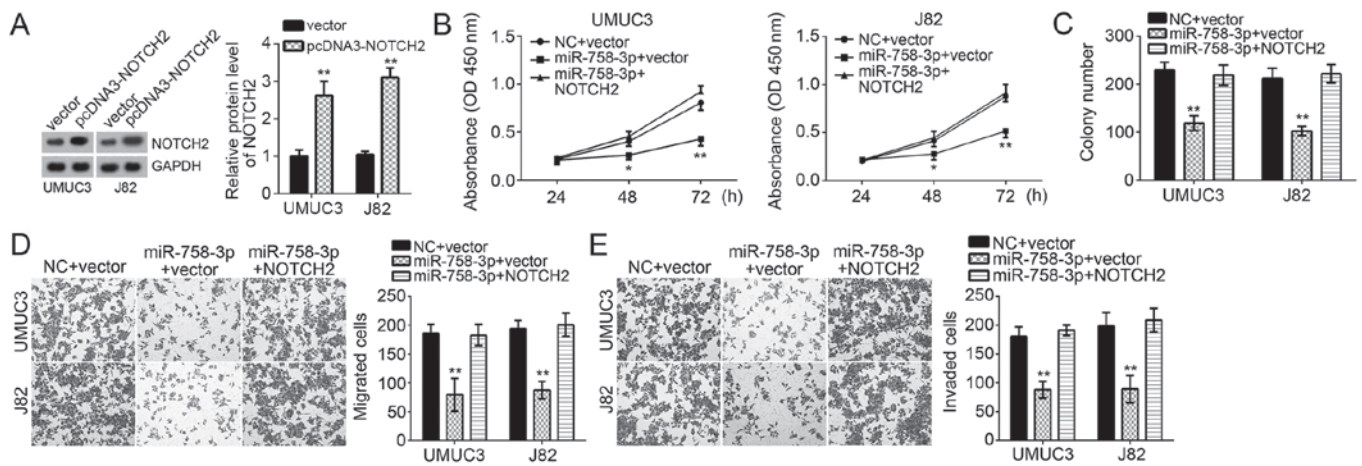 A
vector
pcDNA3-NOTCH2
vector
pcDNA3-NOTCH2
NOTCH2
GAPDH
UMUC3 J82
vector
pcDNA3-NOTCH2
Relative protein level
of NOTCH2
4
3
2
1
0
**
**
UMUC3 J82
B
UMUC3
NC+vector
miR-758-3p+vector
miR-758-3p+
NOTCH2
Absorbance (OD 450 nm)
1.5
1.0
0.5
0.0
*
**
24 48 72 (h)
J82
NC+vector
miR-758-3p+vector
miR-758-3p+
NOTCH2
Absorbance (OD 450 nm)
1.5
1.0
0.5
0.0
*
**
24 48 72 (h)
C
NC+vector
miR-758-3p+vector
miR-758-3p+NOTCH2
Colony number
300
200
100
0
**
**
UMUC3 J82
D
NC+vector
miR-758-3p
+vector
miR-758-3p
+NOTCH2
UMUC3
J82
NC+vector
miR-758-3p+vector
miR-758-3p+NOTCH2
Migrated cells
250
200
150
100
50
0
**
**
UMUC3 J82
E
NC+vector
miR-758-3p
+vector
miR-758-3p
+NOTCH2
UMUC3
J82
NC+vector
miR-758-3p+vector
miR-758-3p+NOTCH2
Invaded cells
250
200
150
100
50
0
**
**
UMUC3 J82